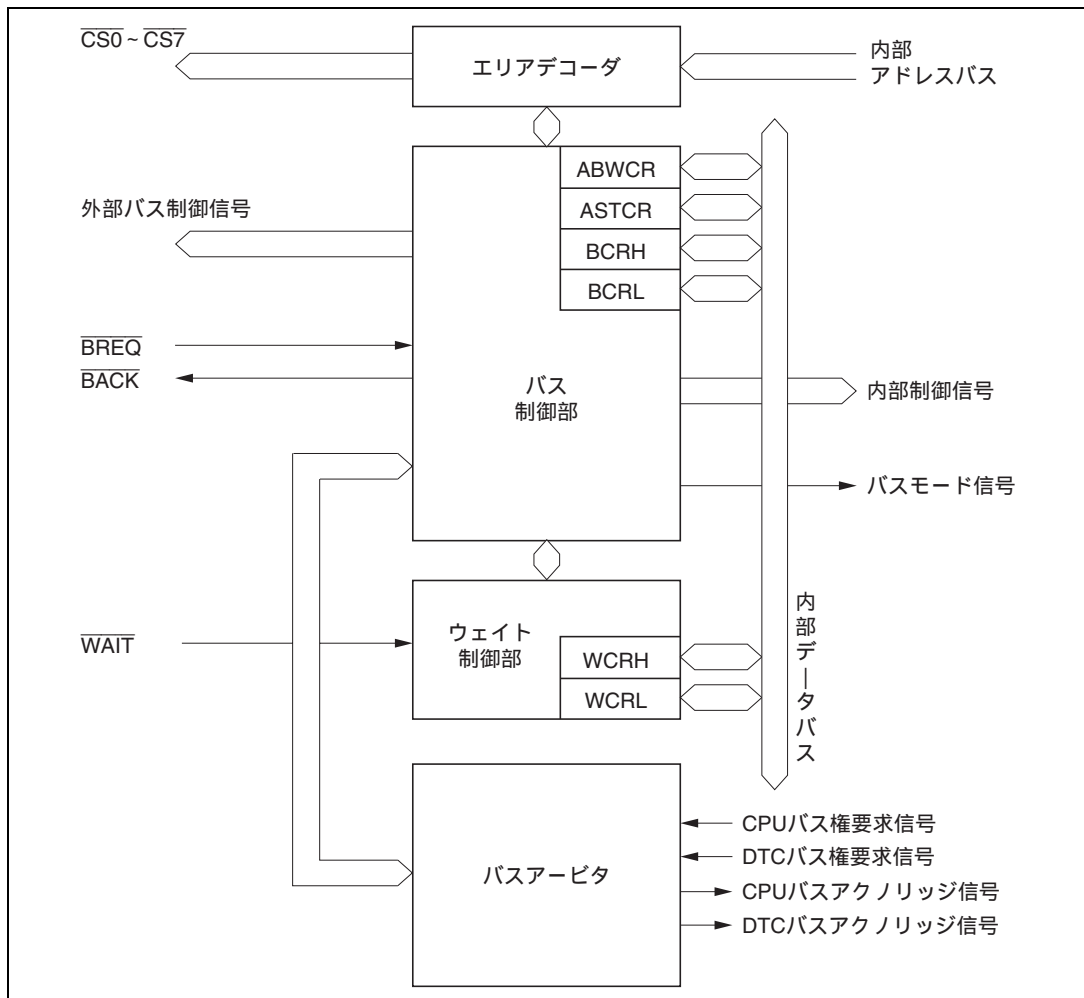 CS0 ~ CS7
エリアデコーダ
内部
アドレスバス
ABWCR
ASTCR
BCRH
BCRL
外部バス制御信号
BREQ
BACK
バス
制御部
内部制御信号
バスモード信号
WAIT
ウェイト
制御部
WCRH
WCRL
内部データバス
バスアービタ
CPUバス権要求信号
DTCバス権要求信号
CPUバスアクノリッジ信号
DTCバスアクノリッジ信号